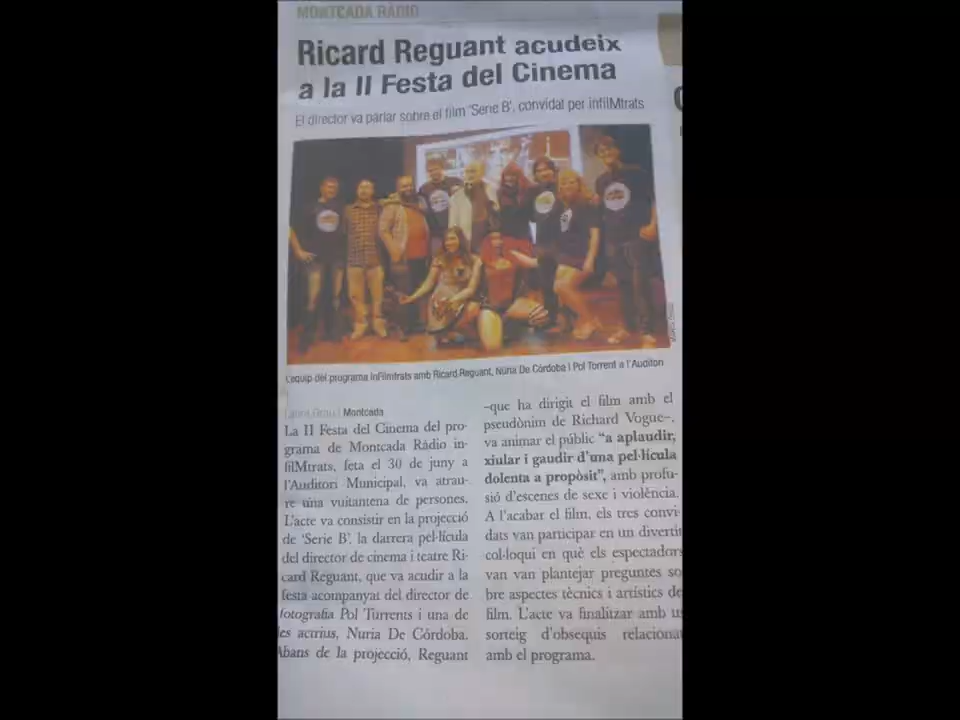 MONTCADA RÀDIO
Ricard Reguant acudeix
a la II Festa del Cinema
El director va parlar sobre el film 'Serie B', convidat per infilMtrats
L'equip del programa InFilmtrats amb Ricard Reguant, Núria De Córdoba i Pol Torrent a l'Auditori
Montcada
La II Festa del Cinema del pro-
grama de Montcada Ràdio in-
filMtrats, feta el 30 de juny a
l'Auditori Municipal, va atrau-
re una vuitantena de persones.
L'acte va consistir en la projecció
de 'Serie B', la darrera pel·lícula
del director de cinema i teatre Ri-
card Reguant, que va acudir a la
festa acompanyat del director de
fotografia Pol Turrents i una de
les actrius, Nuria De Córdoba.
Abans de la projecció, Reguant
–que ha dirigit el film amb el
pseudònim de Richard Vogue–,
va animar el públic "a aplaudir,
xiular i gaudir d'una pel·lícula
dolenta a propòsit", amb profu-
sió d'escenes de sexe i violència.
A l'acabar el film, els tres convi-
dats van participar en un divertit
col·loqui en què els espectadors
van van plantejar preguntes so
bre aspectes tècnics i artístics de
film. L'acte va finalitzar amb u
sorteig d'obsequis relacionat
amb el programa.